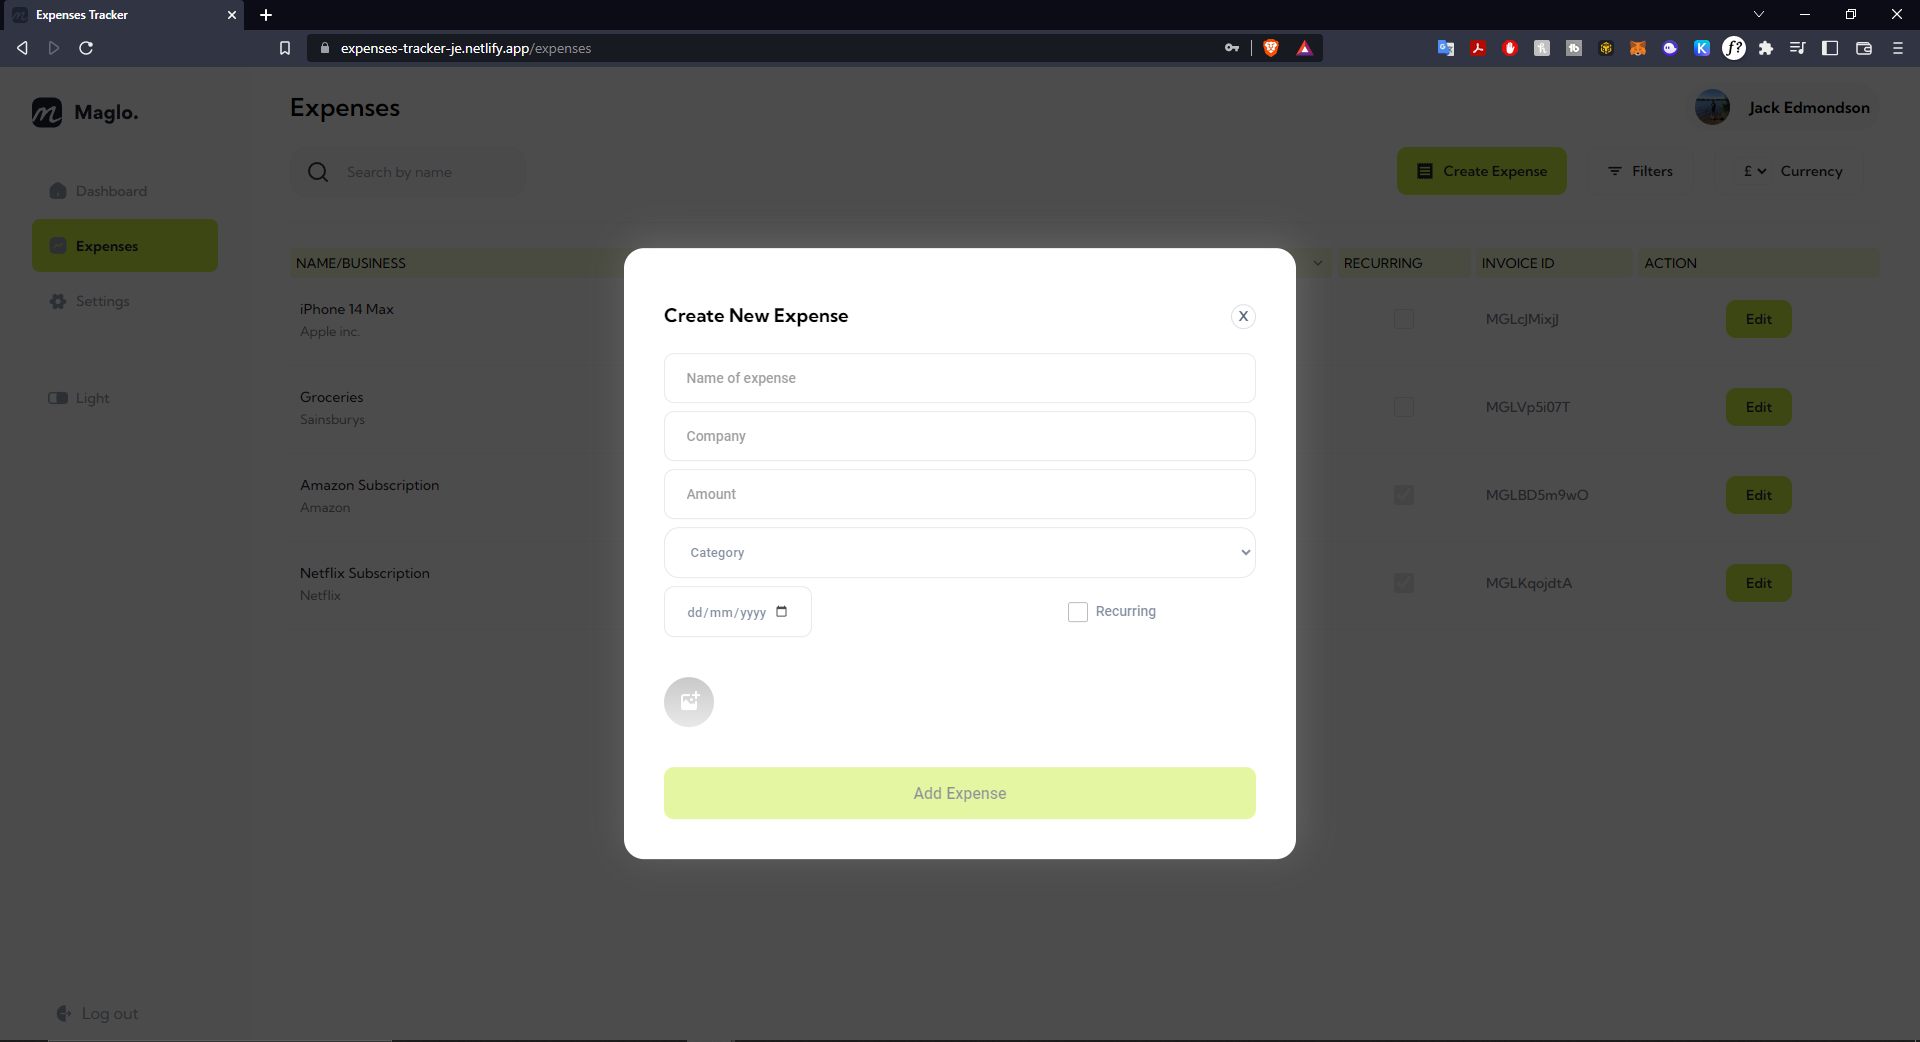 Expenses Tracker
expenses-tracker-je.netlify.app/expenses
Maglo.
Expenses
Jack Edmondson
Search by name
Create Expense
Filters
£
Currency
Dashboard
Expenses
Settings
Light
Log out
NAME/BUSINESS
RECURRING
INVOICE ID
ACTION
iPhone 14 Max
Apple inc.
MGLcJMixjJ
Edit
Groceries
Sainsburys
MGLVp5i07T
Edit
Amazon Subscription
Amazon
MGLBD5m9wO
Edit
Netflix Subscription
Netflix
MGLKqojdtA
Edit
Create New Expense
X
Name of expense
Company
Amount
Category
dd/mm/yyyy
Recurring
Add Expense